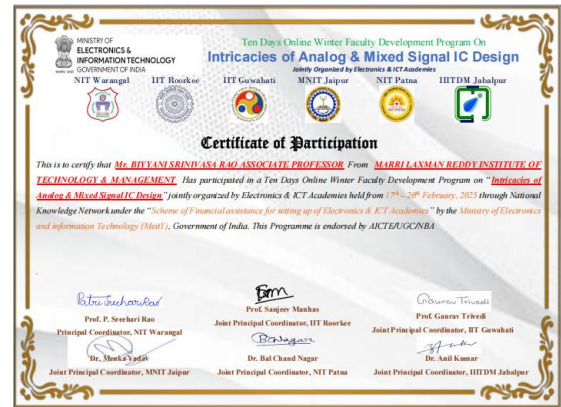 MINISTRY OF
ELECTRONICS &
INFORMATION TECHNOLOGY
GOVERNMENT OF INDIA
Ten Days Online Winter Faculty Development Program On
Intricacies of Analog & Mixed Signal IC Design
Jointly Organized by Electronics & ICT Academies
NIT Warangal IIT Roorkee IIT Guwahati MNIT Jaipur NIT Patna IIITDM Jabalpur
Certificate of Participation
This is to certify that Mr. BIYYANI SRINIVASA RAO ASSOCIATE PROFESSOR From MARRI LAXMAN REDDY INSTITUTE OF
TECHNOLOGY & MANAGEMENT Has participated in a Ten Days Online Winter Faculty Development Program on "Intricacies of
Analog & Mixed Signal IC Design" jointly organized by Electronics & ICT Academies held from 17th – 26th February, 2025 through National
Knowledge Network under the "Scheme of Financial assistance for setting up of Electronics & ICT Academies" by the Ministry of Electronics
and information Technology (MeitY), Government of India. This Programme is endorsed by AICTE/UGC/NBA
Prof. P. Sreehari Rao
Principal Coordinator, NIT Warangal
Prof. Sanjeev Manhas
Joint Principal Coordinator, IIT Roorkee
Gaurav Trivedi
Prof. Gaurav Trivedi
Joint Principal Coordinator, IIT Guwahati
Dr. Menka Yadav
Joint Principal Coordinator, MNIT Jaipur
Dr. Bal Chand Nagar
Joint Principal Coordinator, NIT Patna
Dr. Anil Kumar
Joint Principal Coordinator, IIITDM Jabalpur